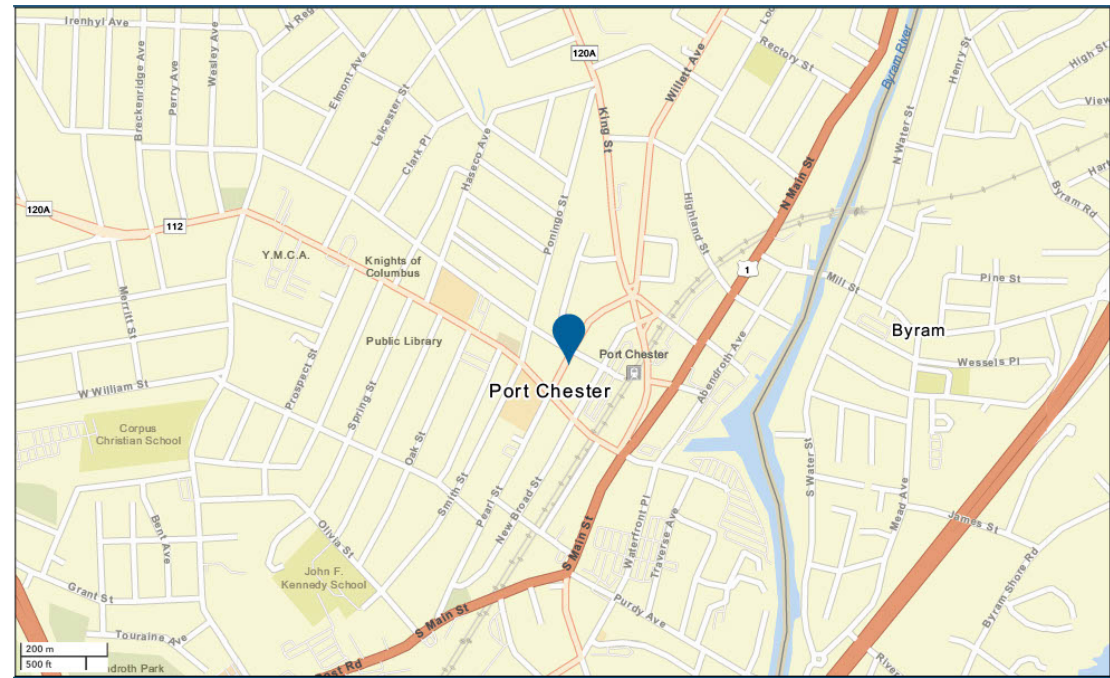 Irenhyl Ave
Breckenridge Ave
Perry Ave
Wesley Ave
Elmont Ave
Leicester St
Clark Pl
Haseco Ave
120A
King St
Willett Ave
Rectory St
Byram River
Henry St
High St
N Water St
View
Byram Rd
120A
112
Y.M.C.A.
Knights of
Columbus
Poningo St
Highland St
N Main St
1
Mill St
Pine St
Merritt St
Public Library
Port Chester
Byram
Wessels Pl
Abendroth Ave
Port Chester
W William St
Prospect St
Spring St
Corpus
Christian School
Oak St
Smith St
Pearl St
New Broad St
S Main St
Waterfront Pl
Traverse Ave
S Water St
Mead Ave
James St
Bent Ave
Olivia St
John F.
Kennedy School
Grant St
Touraine Ave
S Main St
Purdy Ave
Byram Shore Rd
200 m
500 ft
droth Park